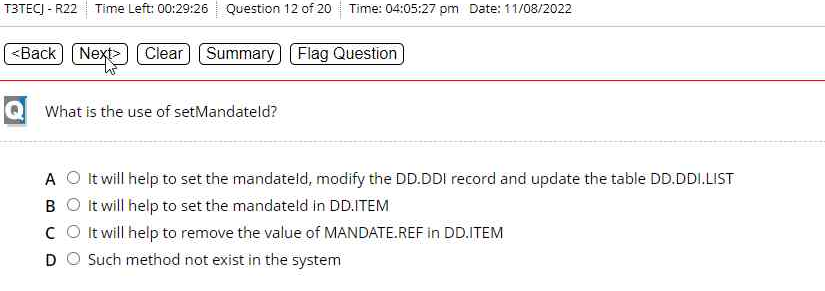 T3TECJ - R22 Time Left: 00:29:26 Question 12 of 20 Time: 04:05:27 pm Date: 11/08/2022
<Back Next> Clear Summary Flag Question
Q What is the use of setMandateId?
A It will help to set the mandateId, modify the DD.DDI record and update the table DD.DDI.LIST
B It will help to set the mandateId in DD.ITEM
C It will help to remove the value of MANDATE.REF in DD.ITEM
D Such method not exist in the system